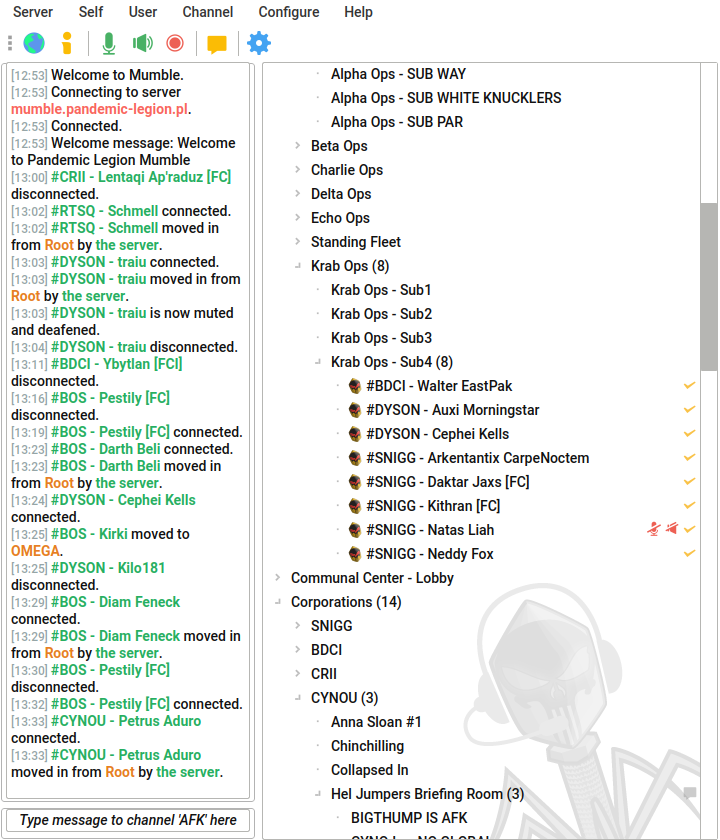 Server Self User Channel Configure Help
[12:53] Welcome to Mumble.
[12:53] Connecting to server
mumble.pandemic-legion.pl.
[12:53] Connected.
[12:53] Welcome message: Welcome
to Pandemic Legion Mumble
[13:00] #CRII - Lentaqi Ap'raduz [FC]
disconnected.
[13:02] #RTSQ - Schmell connected.
[13:02] #RTSQ - Schmell moved in
from Root by the server.
[13:03] #DYSON - traiu connected.
[13:03] #DYSON - traiu moved in from
Root by the server.
[13:03] #DYSON - traiu is now muted
and deafened.
[13:04] #DYSON - traiu disconnected.
[13:11] #BDCI - Ybytlan [FCI]
disconnected.
[13:16] #BOS - Pestily [FC]
disconnected.
[13:19] #BOS - Pestily [FC] connected.
[13:23] #BOS - Darth Beli connected.
[13:23] #BOS - Darth Beli moved in
from Root by the server.
[13:24] #DYSON - Cephei Kells
connected.
[13:25] #BOS - Kirki moved to
OMEGA.
[13:25] #DYSON - Kilo181
disconnected.
[13:29] #BOS - Diam Feneck
connected.
[13:29] #BOS - Diam Feneck moved in
from Root by the server.
[13:30] #BOS - Pestily [FC]
disconnected.
[13:32] #BOS - Pestily [FC] connected.
[13:33] #CYNOU - Petrus Aduro
connected.
[13:33] #CYNOU - Petrus Aduro
moved in from Root by the server.
Type message to channel 'AFK' here
Alpha Ops - SUB WAY
Alpha Ops - SUB WHITE KNUCKLERS
Alpha Ops - SUB PAR
Beta Ops
Charlie Ops
Delta Ops
Echo Ops
Standing Fleet
Krab Ops (8)
Krab Ops - Sub1
Krab Ops - Sub2
Krab Ops - Sub3
Krab Ops - Sub4 (8)
#BDCI - Walter EastPak
#DYSON - Auxi Morningstar
#DYSON - Cephei Kells
#SNIGG - Arkentantix CarpeNoctem
#SNIGG - Daktar Jaxs [FC]
#SNIGG - Kithran [FC]
#SNIGG - Natas Liah
#SNIGG - Neddy Fox
Communal Center - Lobby
Corporations (14)
SNIGG
BDCI
CRII
CYNOU (3)
Anna Sloan #1
Chinchilling
Collapsed In
Hel Jumpers Briefing Room (3)
BIGTHUMP IS AFK